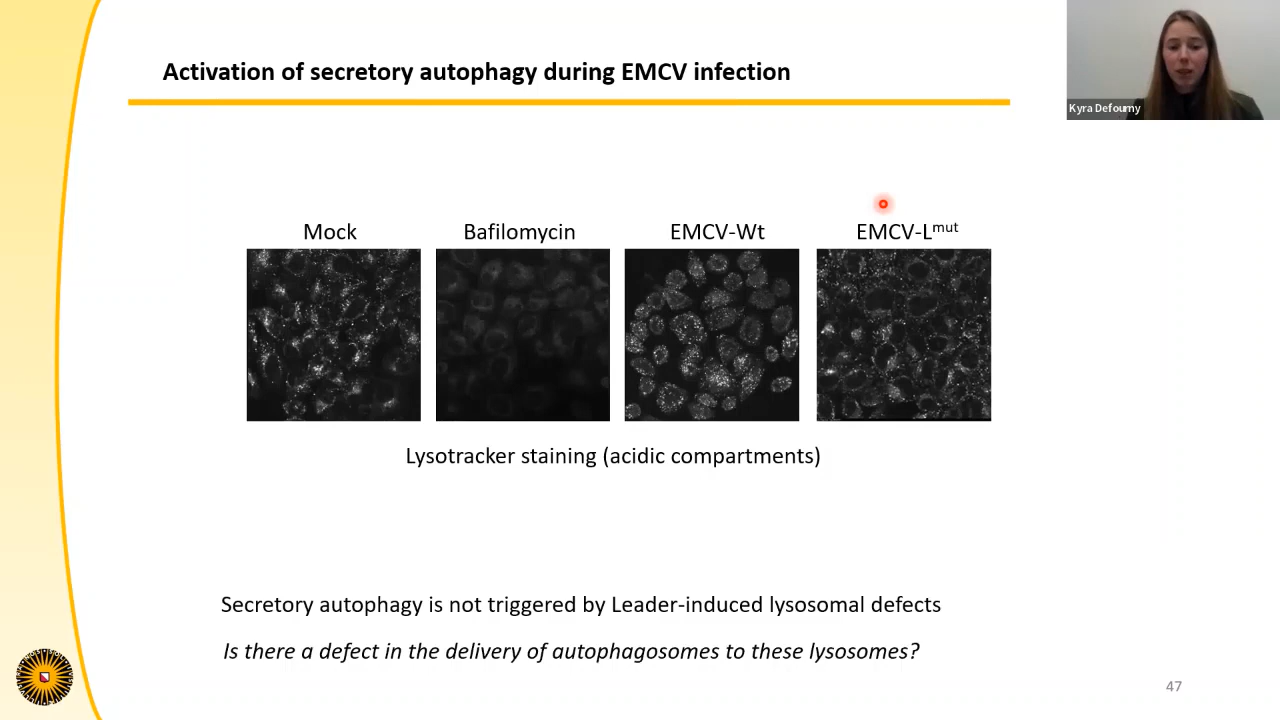 Activation of secretory autophagy during EMCV infection
Kyra Defourny
Mock
Bafilomycin
EMCV-Wt
EMCV-Lᵐᵘᵗ
Lysotracker staining (acidic compartments)
Secretory autophagy is not triggered by Leader-induced lysosomal defects
Is there a defect in the delivery of autophagosomes to these lysosomes?
47